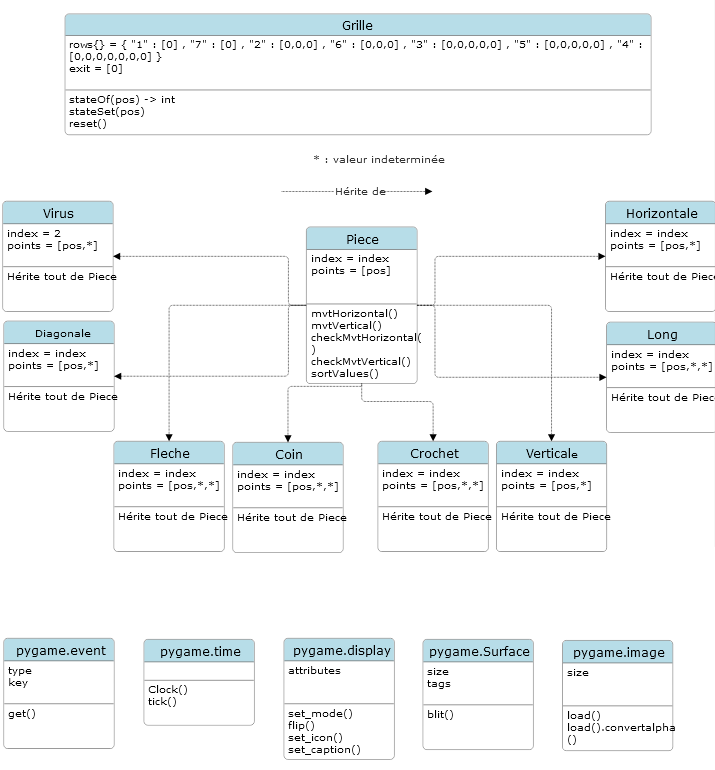 Grille
rows{} = { "1" : [0] , "7" : [0] , "2" : [0,0,0] , "6" : [0,0,0] , "3" : [0,0,0,0,0] , "5" : [0,0,0,0,0] , "4" :
[0,0,0,0,0,0,0] }
exit = [0]
stateOf(pos) -> int
stateSet(pos)
reset()
* : valeur indeterminée
Hérite de
Virus
index = 2
points = [pos,*]
Hérite tout de Piece
Piece
index = index
points = [pos]
mvtHorizontal()
mvtVertical()
checkMvtHorizontal(
)
checkMvtVertical()
sortValues()
Horizontale
index = index
points = [pos,*]
Hérite tout de Piece
Diagonale
index = index
points = [pos,*]
Hérite tout de Piece
Long
index = index
points = [pos,*,*]
Hérite tout de Piece
Fleche
index = index
points = [pos,*,*]
Hérite tout de Piece
Coin
index = index
points = [pos,*,*]
Hérite tout de Piece
Crochet
index = index
points = [pos,*,*]
Hérite tout de Piece
Verticale
index = index
points = [pos,*]
Hérite tout de Piece
pygame.event
type
key
get()
pygame.time
Clock()
tick()
pygame.display
attributes
set_mode()
flip()
set_icon()
set_caption()
pygame.Surface
size
tags
blit()
pygame.image
size
load()
load().convertalpha
()